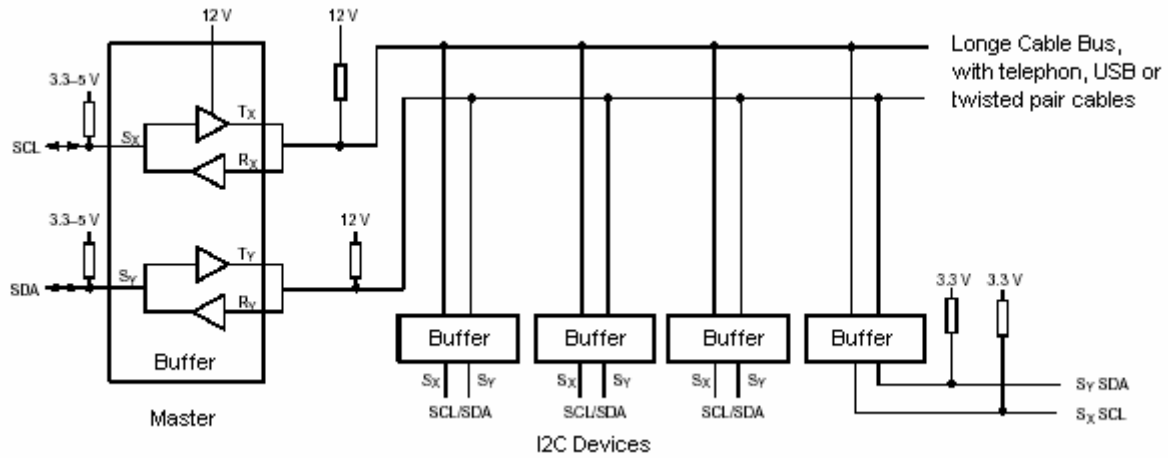 12 V
12 V
3.3–5 V
TX
SX
SCL
RX
Longe Cable Bus,
with telephon, USB or
twisted pair cables
3.3–5 V
12 V
TY
SY
SDA
RY
3.3 V
3.3 V
Buffer
Buffer
Buffer
Buffer
Buffer
Master
SX SY
SX SY
SX SY
SCL/SDA
SCL/SDA
SCL/SDA
SY SDA
SX SCL
I2C Devices